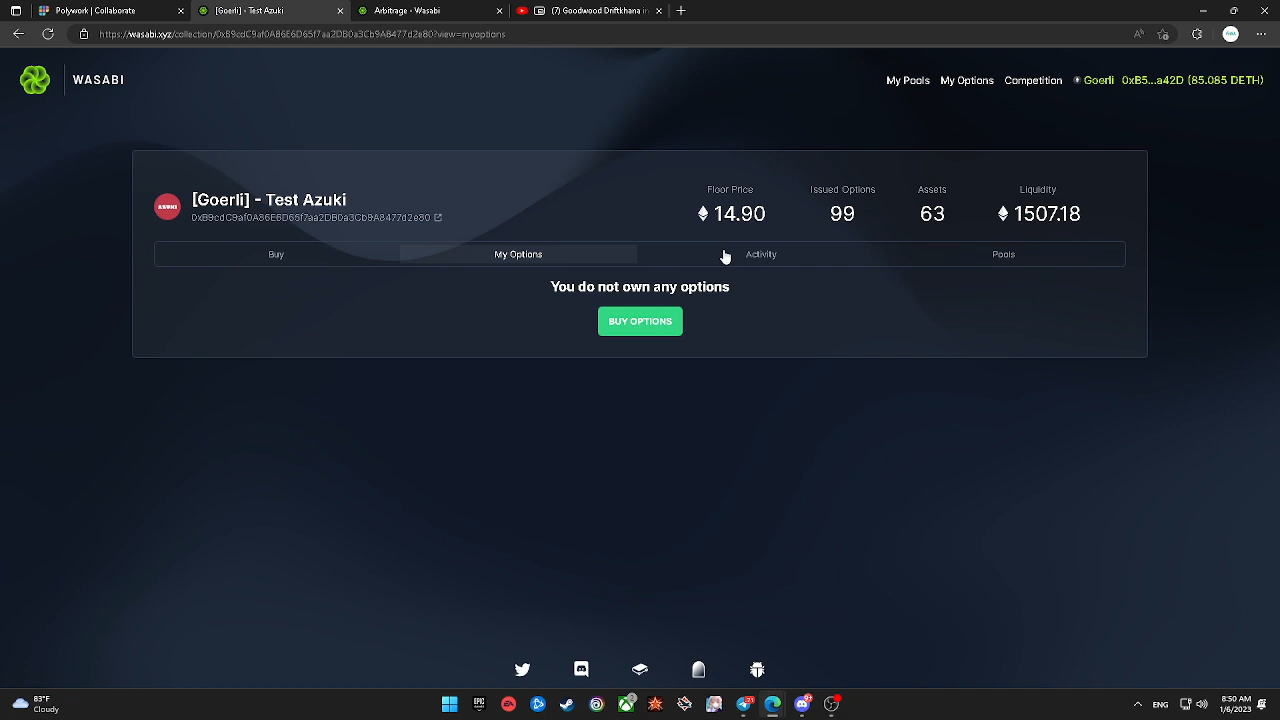 Polywork | Collaborate
[Goerli] - Test Azuki
Arbitrage - Wasabi
(7) Goodwood Driftkhana in
https://wasabi.xyz/collection/0xB9cdC9af0A86E6D65f7aa2DB0a3Cb9A8477d2e80?view=myoptions
WASABI
My Pools
My Options
Competition
Goerli
0xB5...a42D (85.085 DETH)
AZUKI
[Goerli] - Test Azuki
0xB9cdC9af0A86E6D65f7aa2DB0a3Cb9A8477d2e80
Floor Price
14.90
Issued Options
99
Assets
63
Liquidity
1507.18
Buy
My Options
Activity
Pools
You do not own any options
BUY OPTIONS
83°F
Cloudy
ENG
8:50 AM
1/6/2023